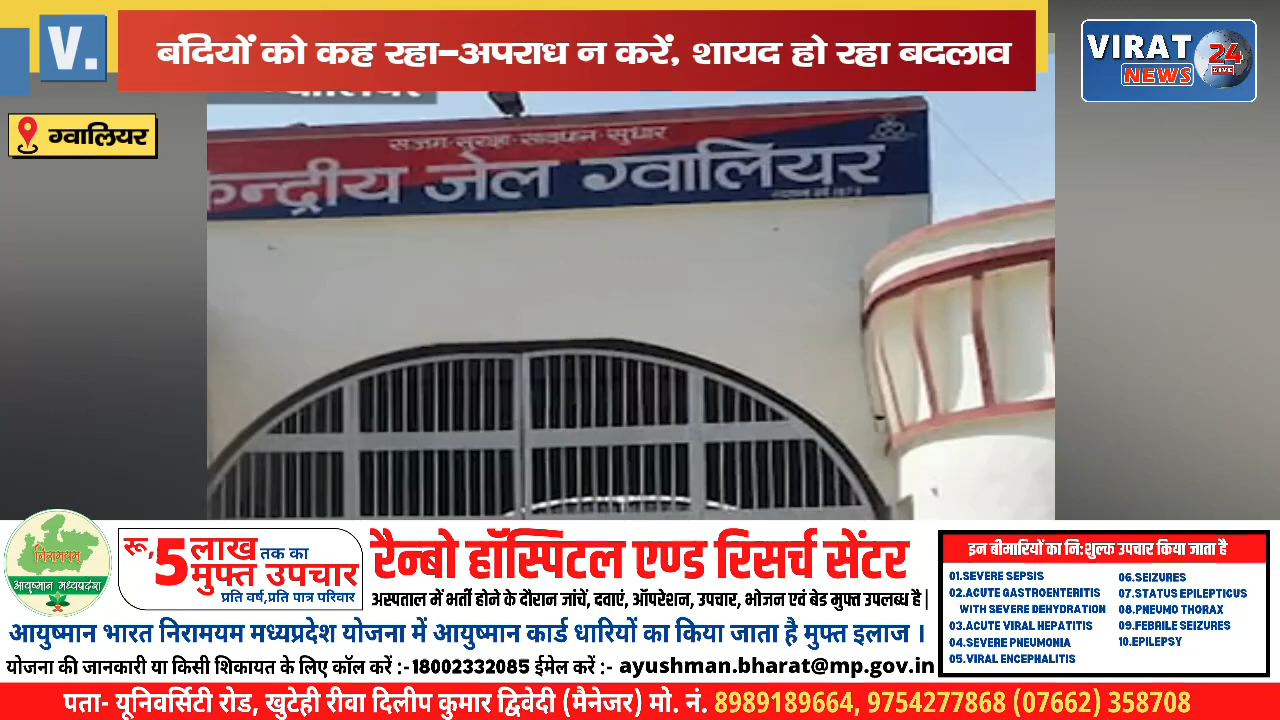 V.
बंदियों को कह रहा-अपराध न करें, शायद हो रहा बदलाव
VIRAT 24
NEWS LIVE
ग्वालियर
ग्वालियर
सजग·सुरक्षा·सावधान·सुधार
केन्द्रीय जेल ग्वालियर
निरामयम्
आयुष्मान मध्यप्रदेश
रू,5 लाख तक का
मुफ्त उपचार
प्रति वर्ष,प्रति पात्र परिवार
रैन्बो हॉस्पिटल एण्ड रिसर्च सेंटर
अस्पताल में भर्ती होने के दौरान जांचें, दवाएं, ऑपरेशन, उपचार, भोजन एवं बेड मुफ्त उपलब्ध है|
आयुष्मान भारत निरामयम मध्यप्रदेश योजना में आयुष्मान कार्ड धारियों का किया जाता है मुफ्त इलाज ।
योजना की जानकारी या किसी शिकायत के लिए कॉल करें :-18002332085 ईमेल करें :- ayushman.bharat@mp.gov.in
इन बीमारियों का नि:शुल्क उपचार किया जाता है
01.SEVERE SEPSIS
02.ACUTE GASTROENTERITIS
WITH SEVERE DEHYDRATION
03.ACUTE VIRAL HEPATITIS
04.SEVERE PNEUMONIA
05.VIRAL ENCEPHALITIS
06.SEIZURES
07.STATUS EPILEPTICUS
08.PNEUMO THORAX
09.FEBRILE SEIZURES
10.EPILEPSY
पता- यूनिवर्सिटी रोड, खुटेही रीवा दिलीप कुमार द्विवेदी (मैनेजर) मो. नं. 8989189664, 9754277868 (07662) 358708